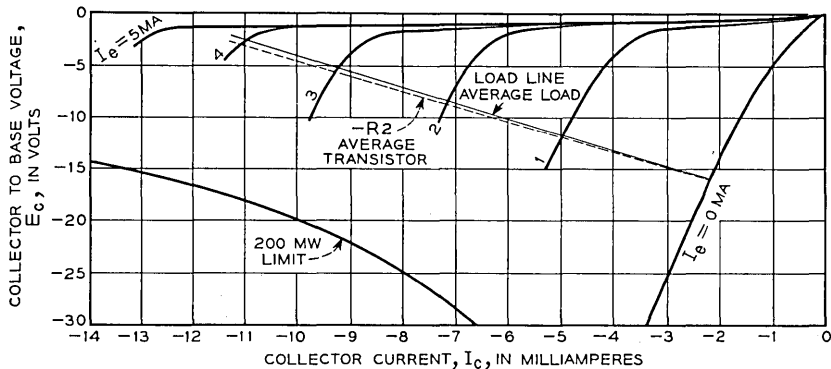 COLLECTOR TO BASE VOLTAGE,
E_c, IN VOLTS
0
-5
-10
-15
-20
-25
-30
I_e = 5 MA
4
3
2
1
I_e = 0 MA
LOAD LINE
AVERAGE LOAD
-R2
AVERAGE
TRANSISTOR
200 MW
LIMIT
-14 -13 -12 -11 -10 -9 -8 -7 -6 -5 -4 -3 -2 -1 0
COLLECTOR CURRENT, I_c, IN MILLIAMPERES